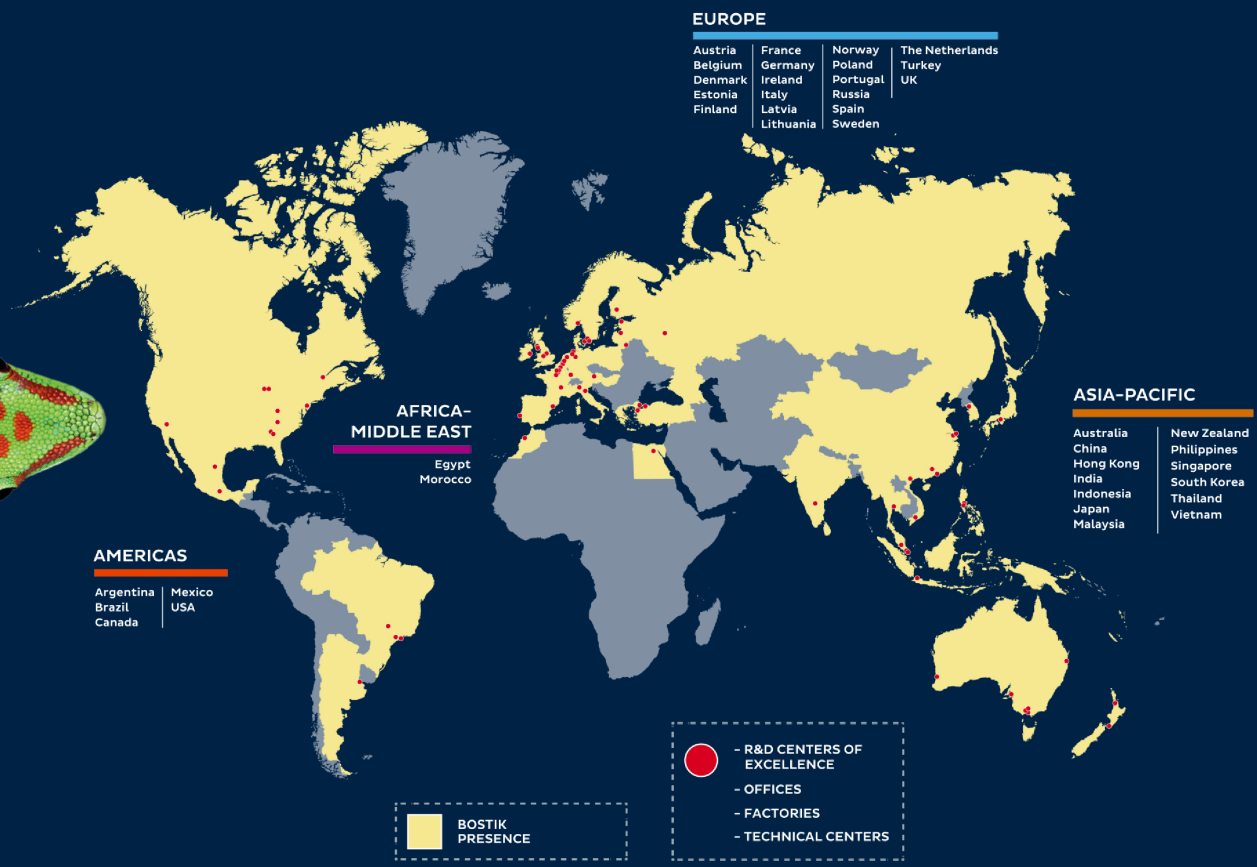 EUROPE
Austria
Belgium
Denmark
Estonia
Finland
France
Germany
Ireland
Italy
Latvia
Lithuania
Norway
Poland
Portugal
Russia
Spain
Sweden
The Netherlands
Turkey
UK
AFRICA–
MIDDLE EAST
Egypt
Morocco
ASIA–PACIFIC
Australia
China
Hong Kong
India
Indonesia
Japan
Malaysia
New Zealand
Philippines
Singapore
South Korea
Thailand
Vietnam
AMERICAS
Argentina
Brazil
Canada
Mexico
USA
– R&D CENTERS OF
EXCELLENCE
– OFFICES
– FACTORIES
– TECHNICAL CENTERS
BOSTIK
PRESENCE